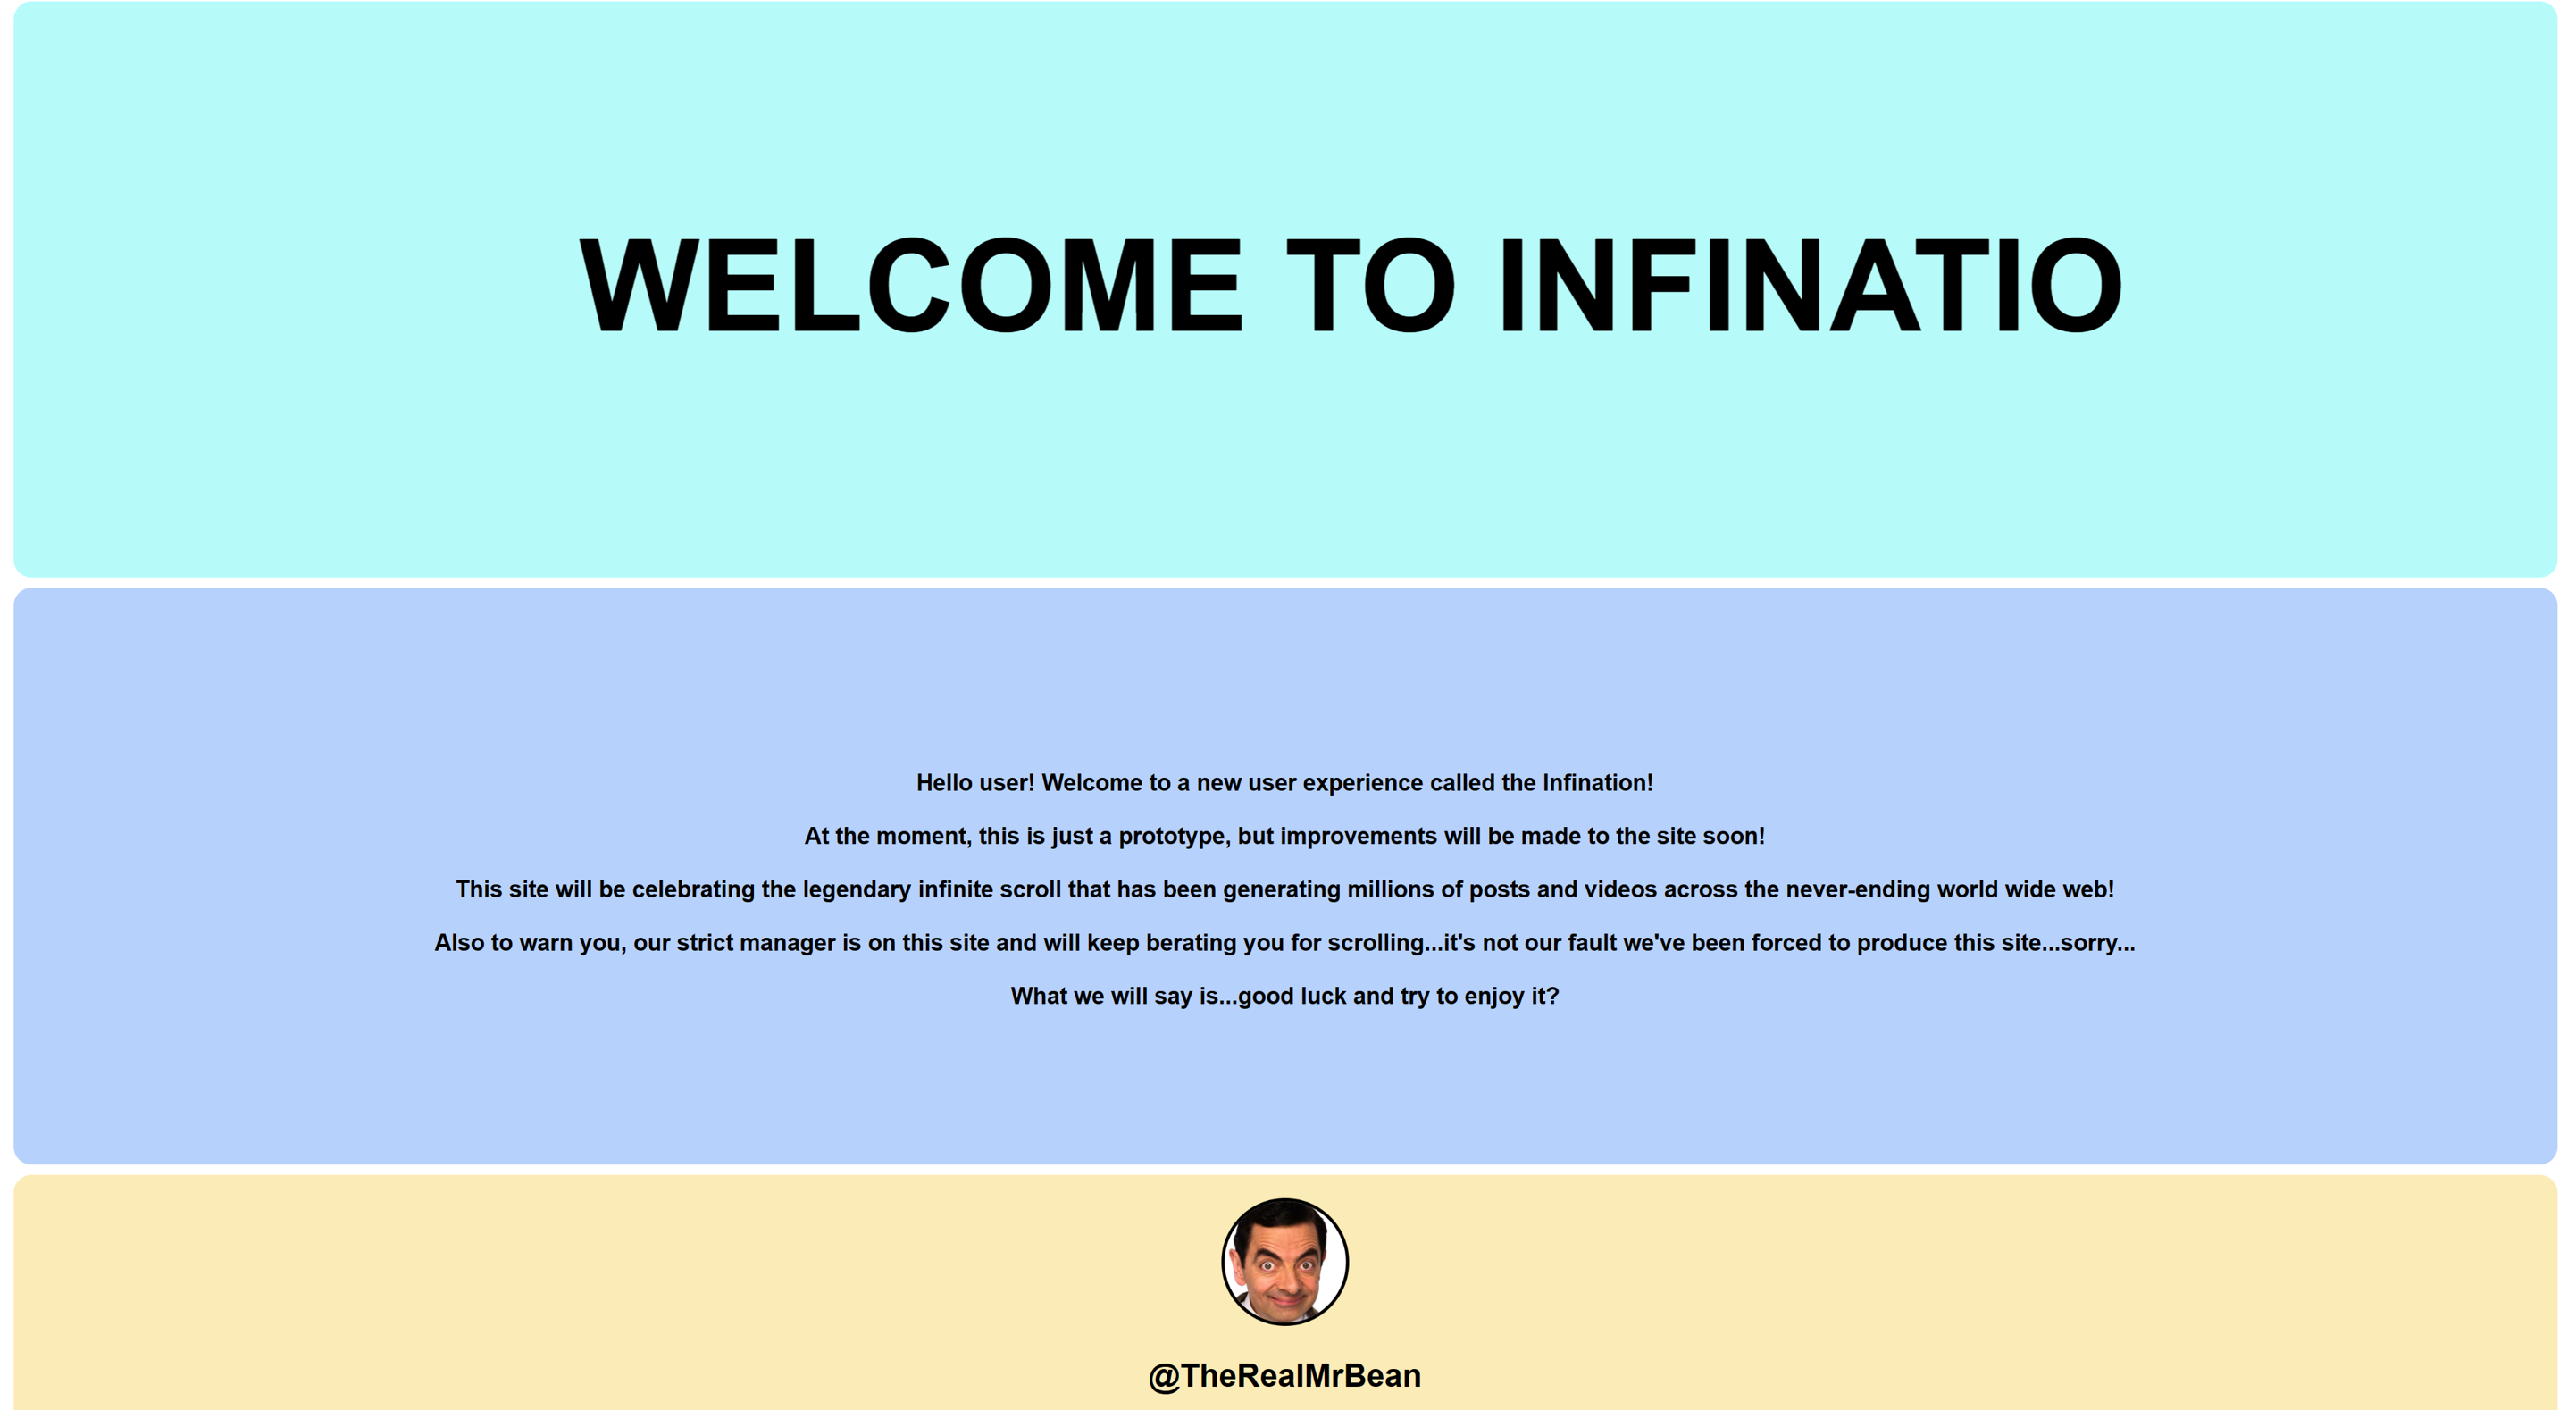 WELCOME TO INFINATIO
Hello user! Welcome to a new user experience called the Infination!
At the moment, this is just a prototype, but improvements will be made to the site soon!
This site will be celebrating the legendary infinite scroll that has been generating millions of posts and videos across the never-ending world wide web!
Also to warn you, our strict manager is on this site and will keep berating you for scrolling...it's not our fault we've been forced to produce this site...sorry...
What we will say is...good luck and try to enjoy it?
@TheRealMrBean